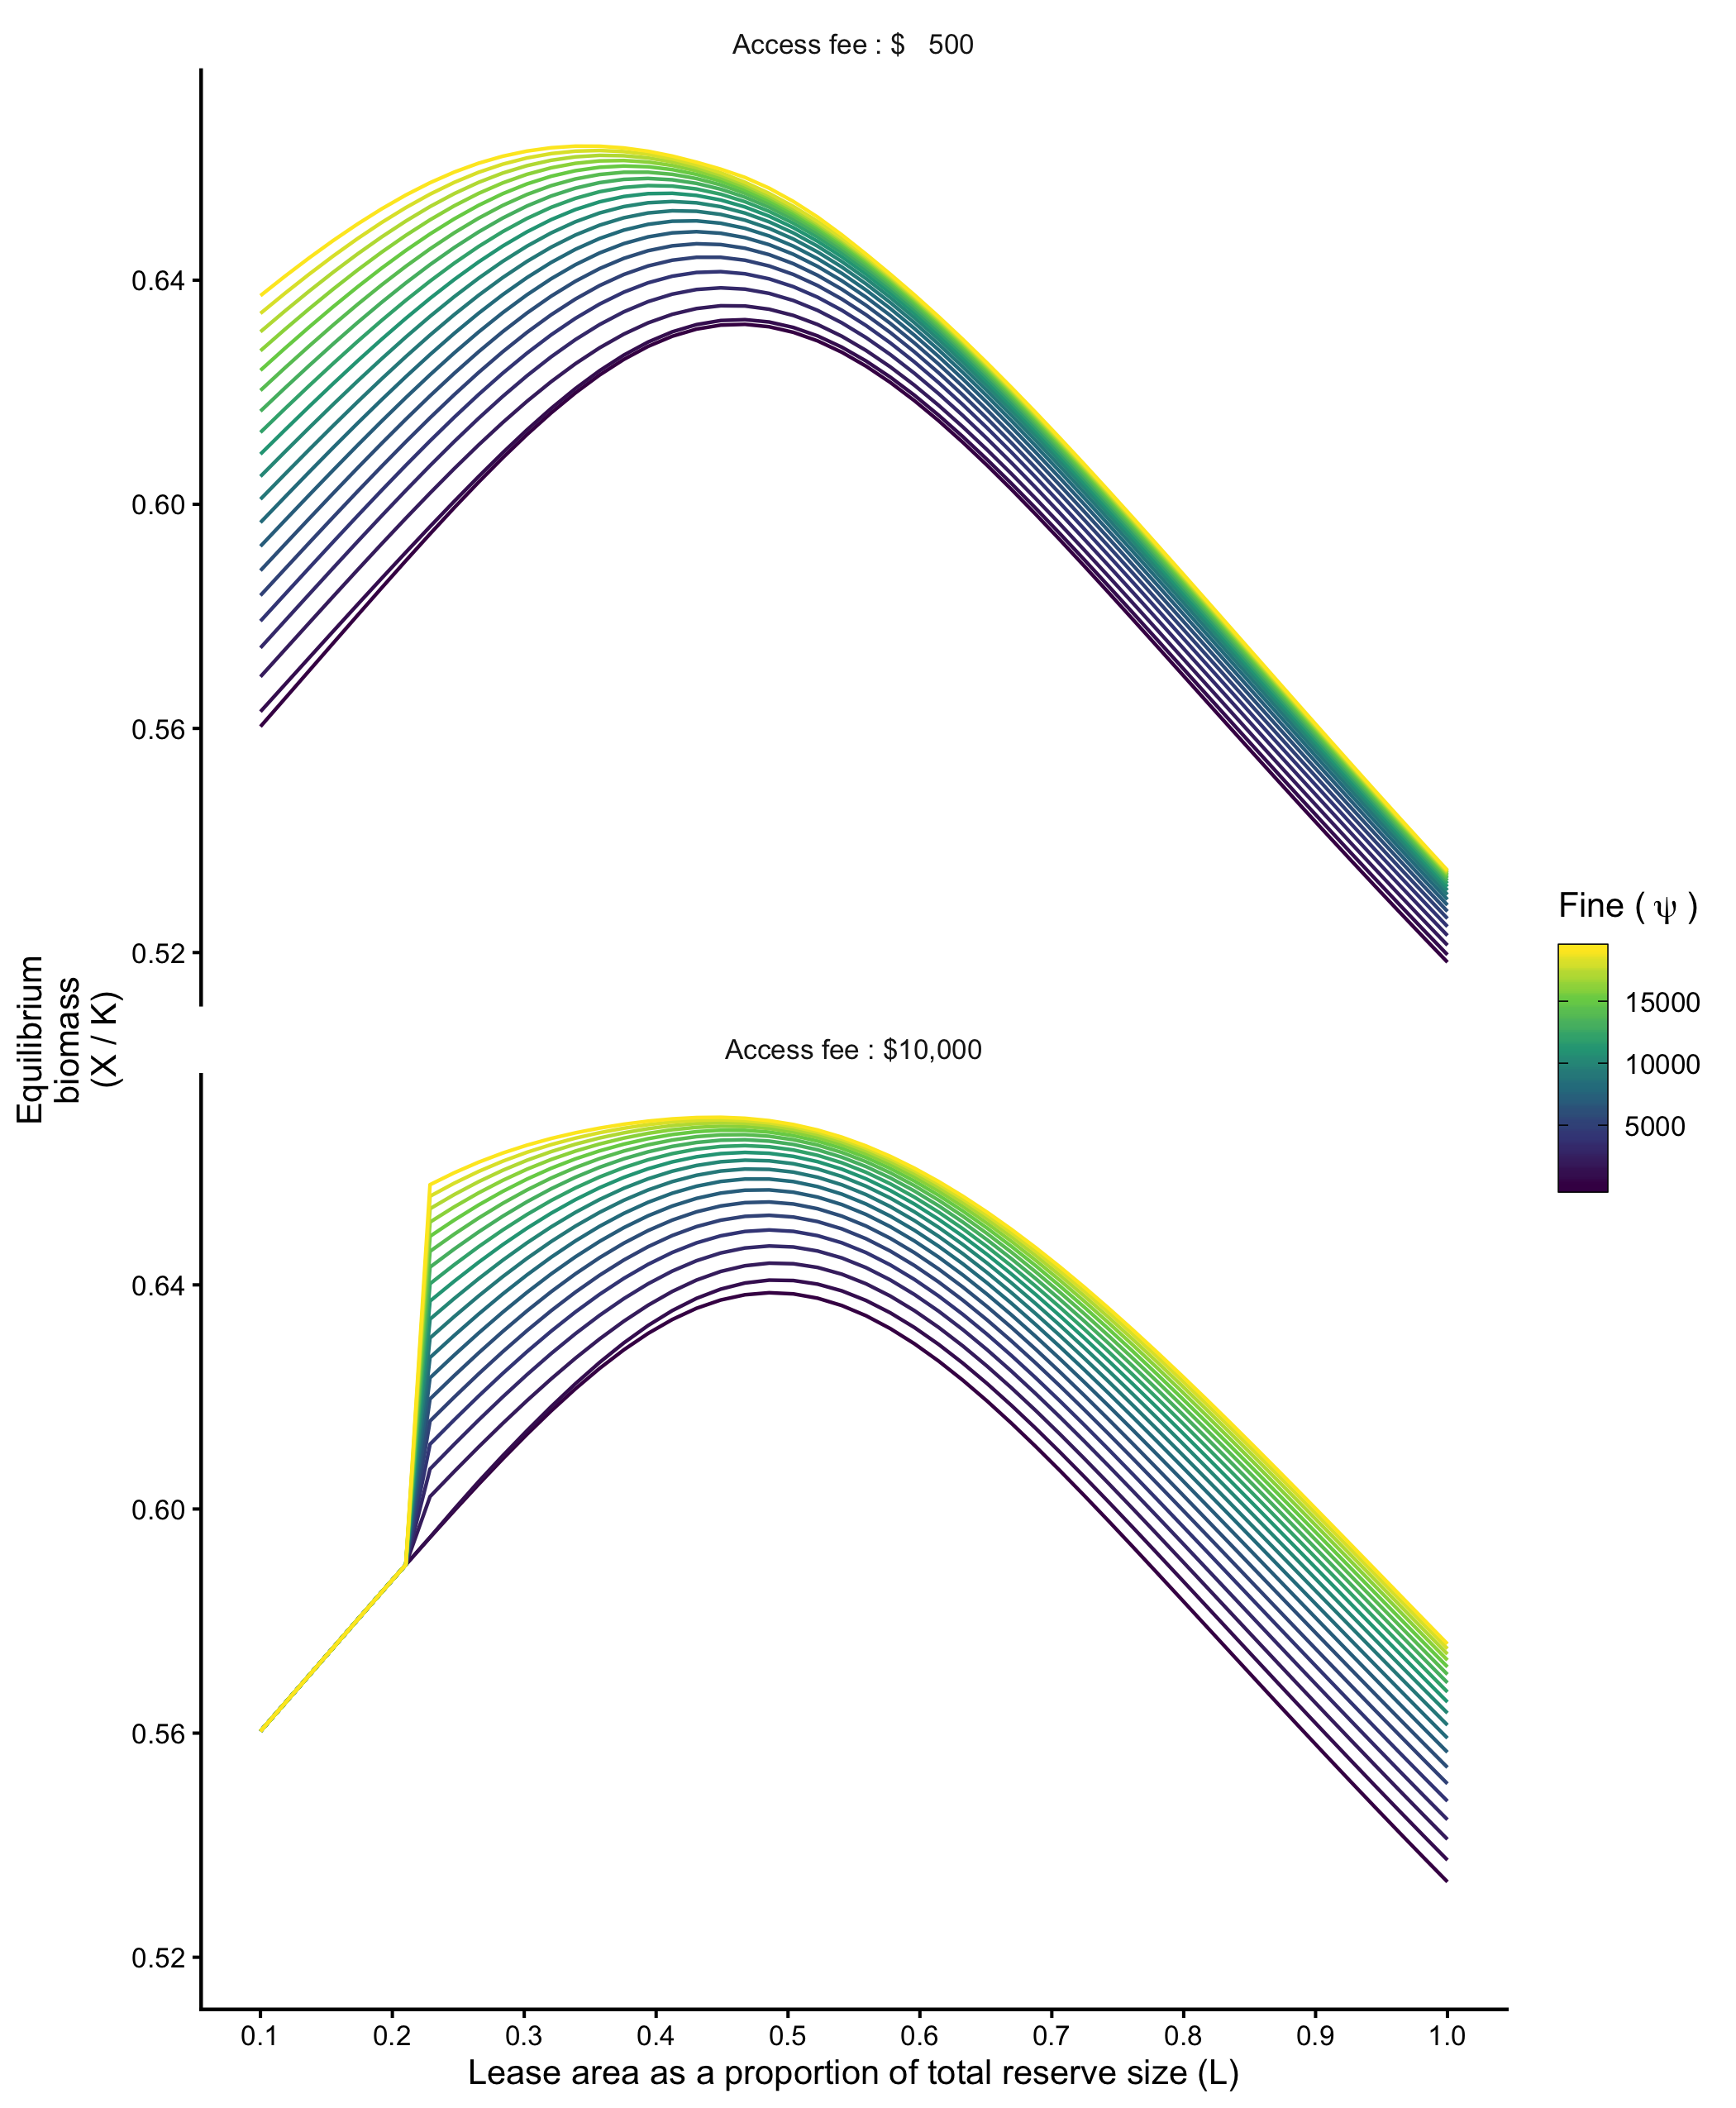 Access fee : $   500
0.64
0.60
0.56
0.52
Equilibrium
biomass
(X / K)
Fine ( ψ )
15000
10000
5000
Access fee : $10,000
0.64
0.60
0.56
0.52
0.1 0.2 0.3 0.4 0.5 0.6 0.7 0.8 0.9 1.0
Lease area as a proportion of total reserve size (L)